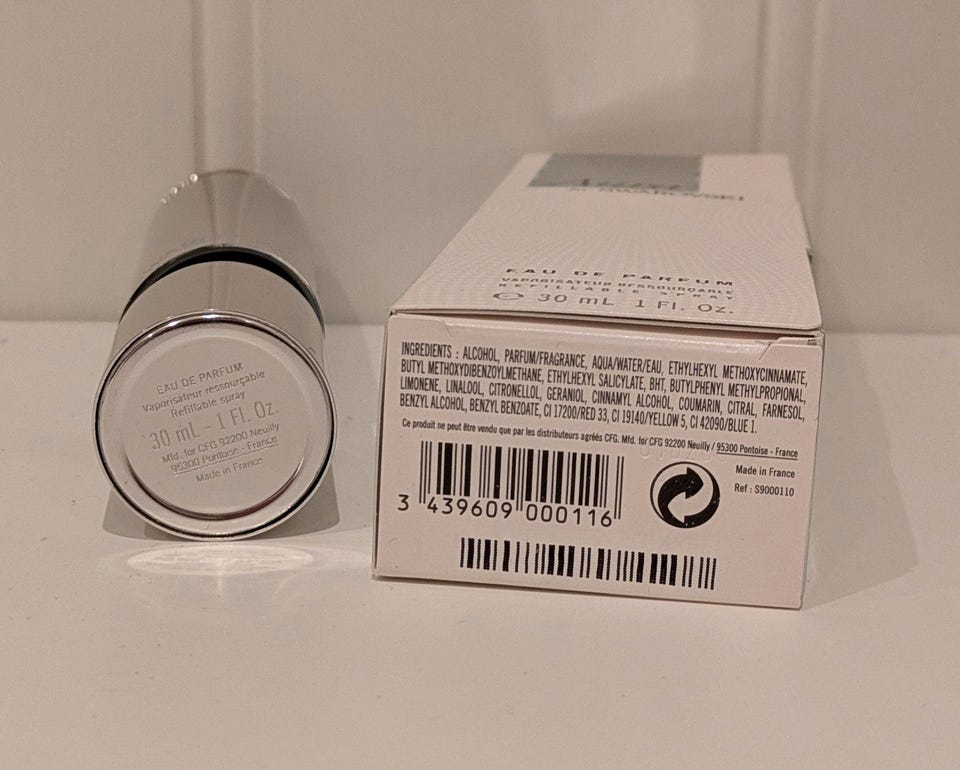 EAU DE PARFUM
Vaporisateur ressourçable
Refillable spray
30 mL - 1 Fl. Oz.
Mfd. for CFG 92200 Neuilly
95300 Pontoise - France
Made in France
SWAROVSKI
EAU DE PARFUM
VAPORISATEUR RESSOURÇABLE
REFILLABLE SPRAY
℮ 30 mL 1 Fl. Oz.
INGREDIENTS : ALCOHOL, PARFUM/FRAGRANCE, AQUA/WATER/EAU, ETHYLHEXYL METHOXYCINNAMATE,
BUTYL METHOXYDIBENZOYLMETHANE, ETHYLHEXYL SALICYLATE, BHT, BUTYLPHENYL METHYLPROPIONAL,
LIMONENE, LINALOOL, CITRONELLOL, GERANIOL, CINNAMYL ALCOHOL, COUMARIN, CITRAL, FARNESOL,
BENZYL ALCOHOL, BENZYL BENZOATE, CI 17200/RED 33, CI 19140/YELLOW 5, CI 42090/BLUE 1.
Ce produit ne peut être vendu que par les distributeurs agréés CFG. Mfd. for CFG 92200 Neuilly / 95300 Pontoise - France
Made in France
Ref : S9000110
3 439609 000116